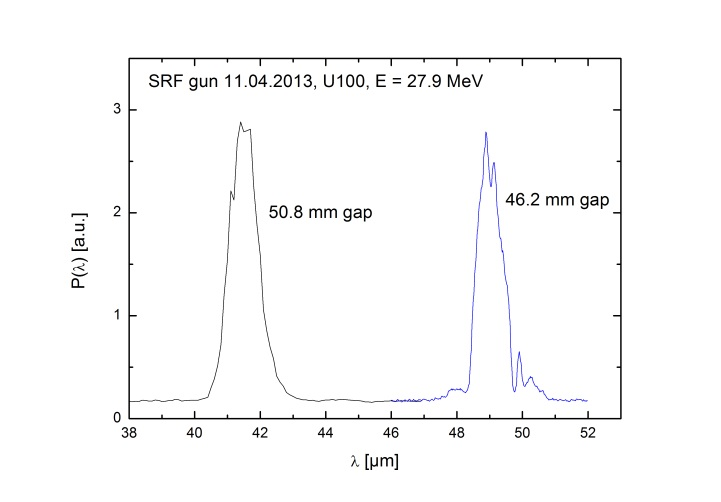 SRF gun 11.04.2013, U100, E = 27.9 MeV
3
50.8 mm gap
46.2 mm gap
2
P(λ) [a.u.]
1
0
38 40 42 44 46 48 50 52
λ [µm]